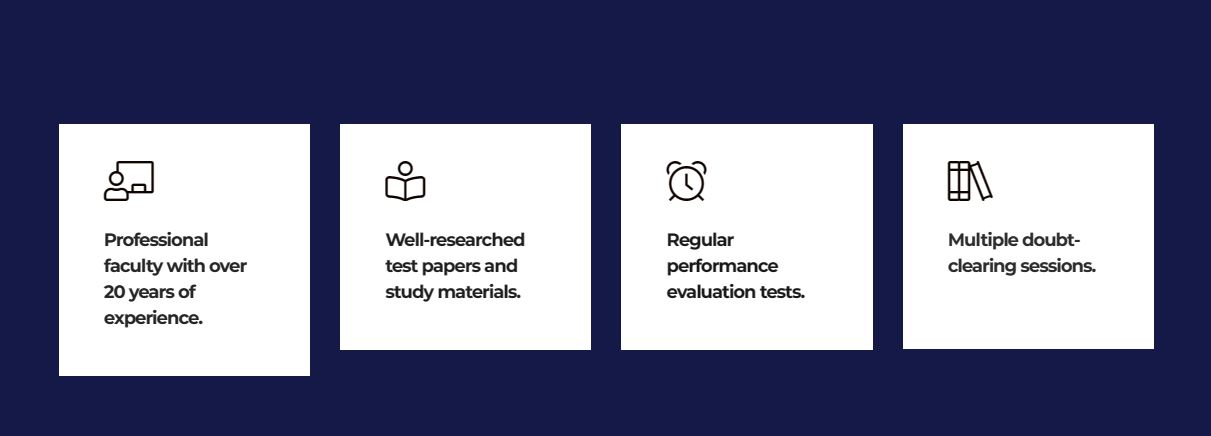 Professional
faculty with over
20 years of
experience.
Well-researched
test papers and
study materials.
Regular
performance
evaluation tests.
Multiple doubt-
clearing sessions.